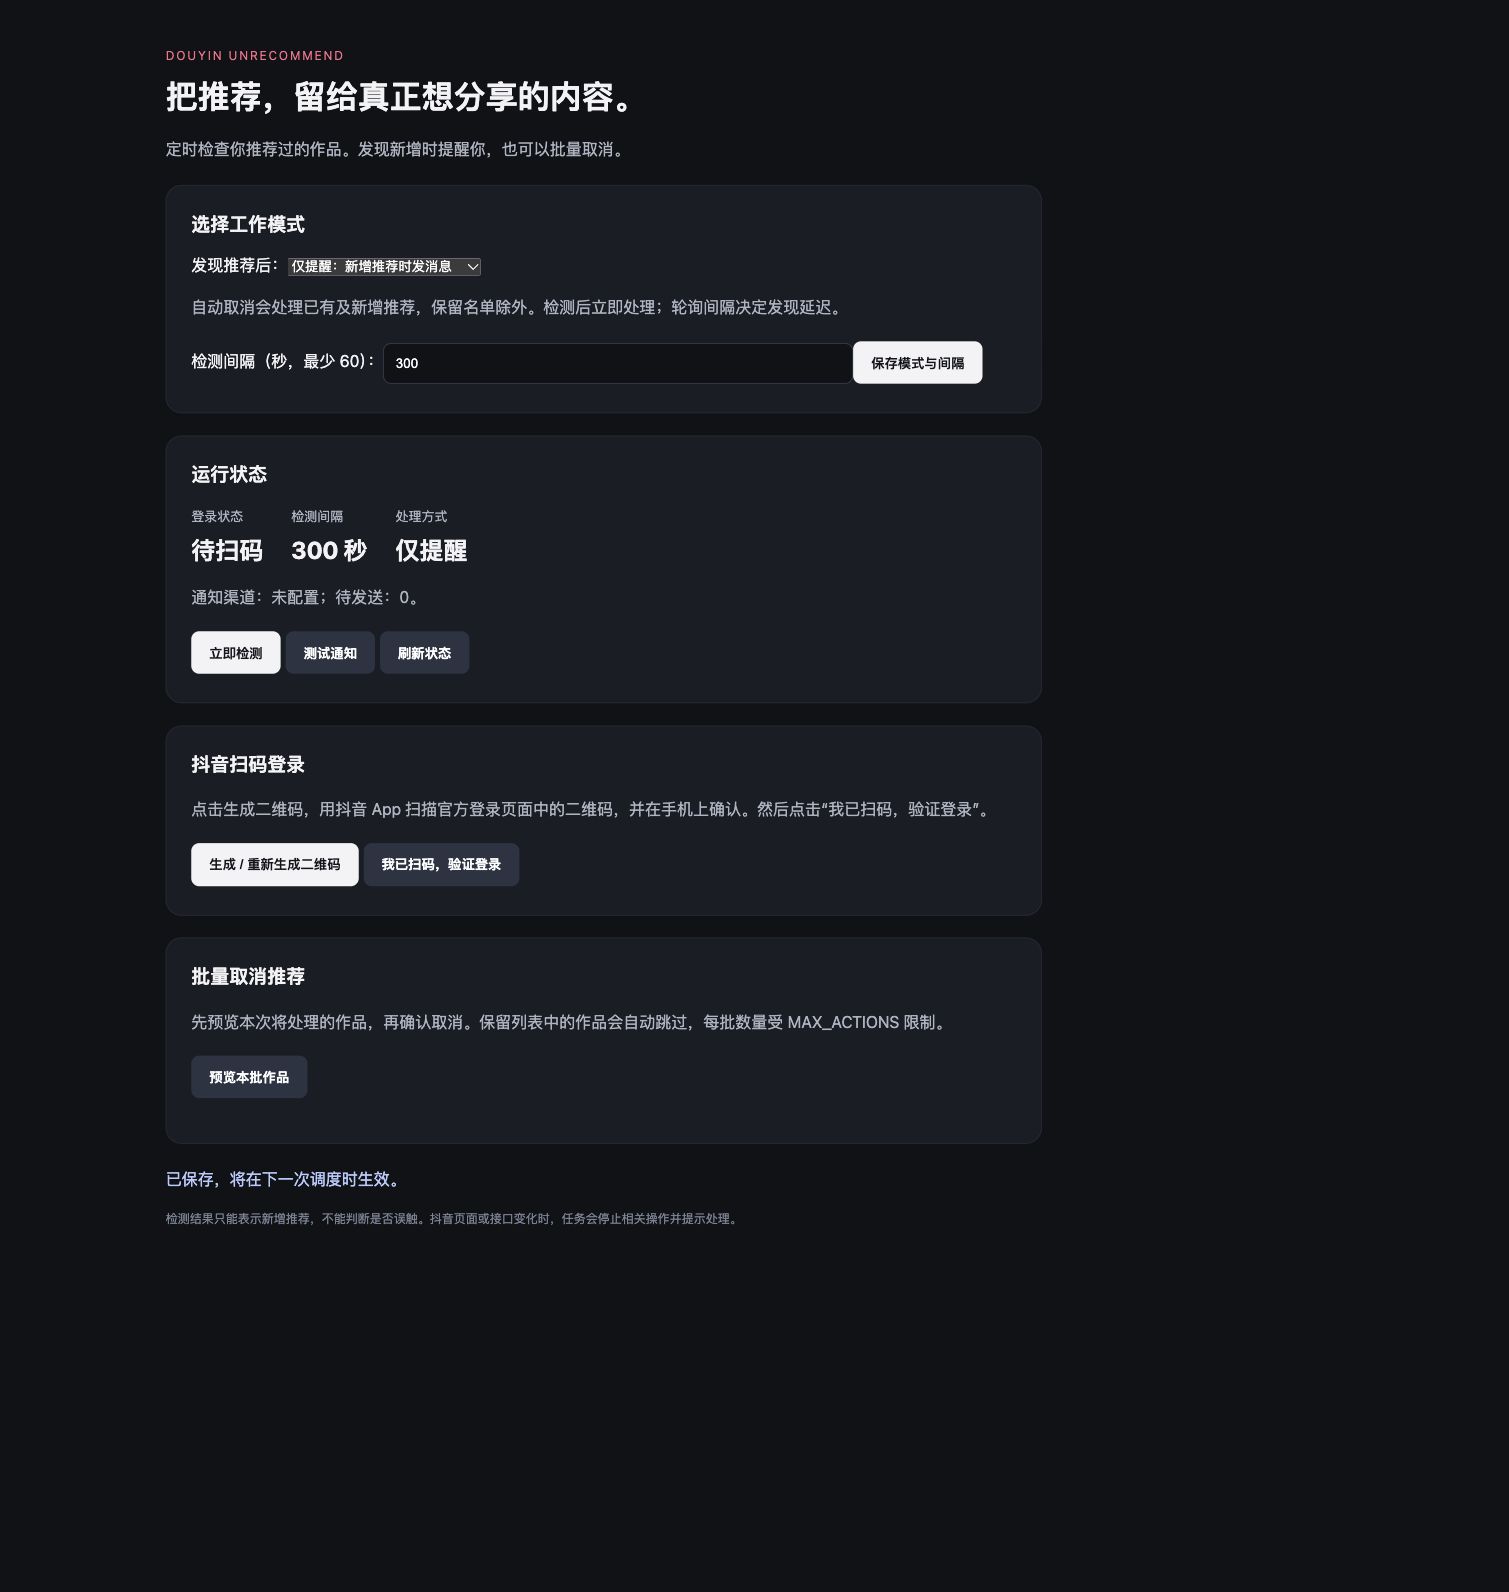 DOUYIN UNRECOMMEND
把推荐，留给真正想分享的内容。
定时检查你推荐过的作品。发现新增时提醒你，也可以批量取消。
选择工作模式
发现推荐后： 仅提醒：新增推荐时发消息
自动取消会处理已有及新增推荐，保留名单除外。检测后立即处理；轮询间隔决定发现延迟。
检测间隔（秒，最少 60）： 300 保存模式与间隔
运行状态
登录状态 检测间隔 处理方式
待扫码 300 秒 仅提醒
通知渠道：未配置；待发送：0。
立即检测 测试通知 刷新状态
抖音扫码登录
点击生成二维码，用抖音 App 扫描官方登录页面中的二维码，并在手机上确认。然后点击“我已扫码，验证登录”。
生成 / 重新生成二维码 我已扫码，验证登录
批量取消推荐
先预览本次将处理的作品，再确认取消。保留列表中的作品会自动跳过，每批数量受 MAX_ACTIONS 限制。
预览本批作品
已保存，将在下一次调度时生效。
检测结果只能表示新增推荐，不能判断是否误触。抖音页面或接口变化时，任务会停止相关操作并提示处理。